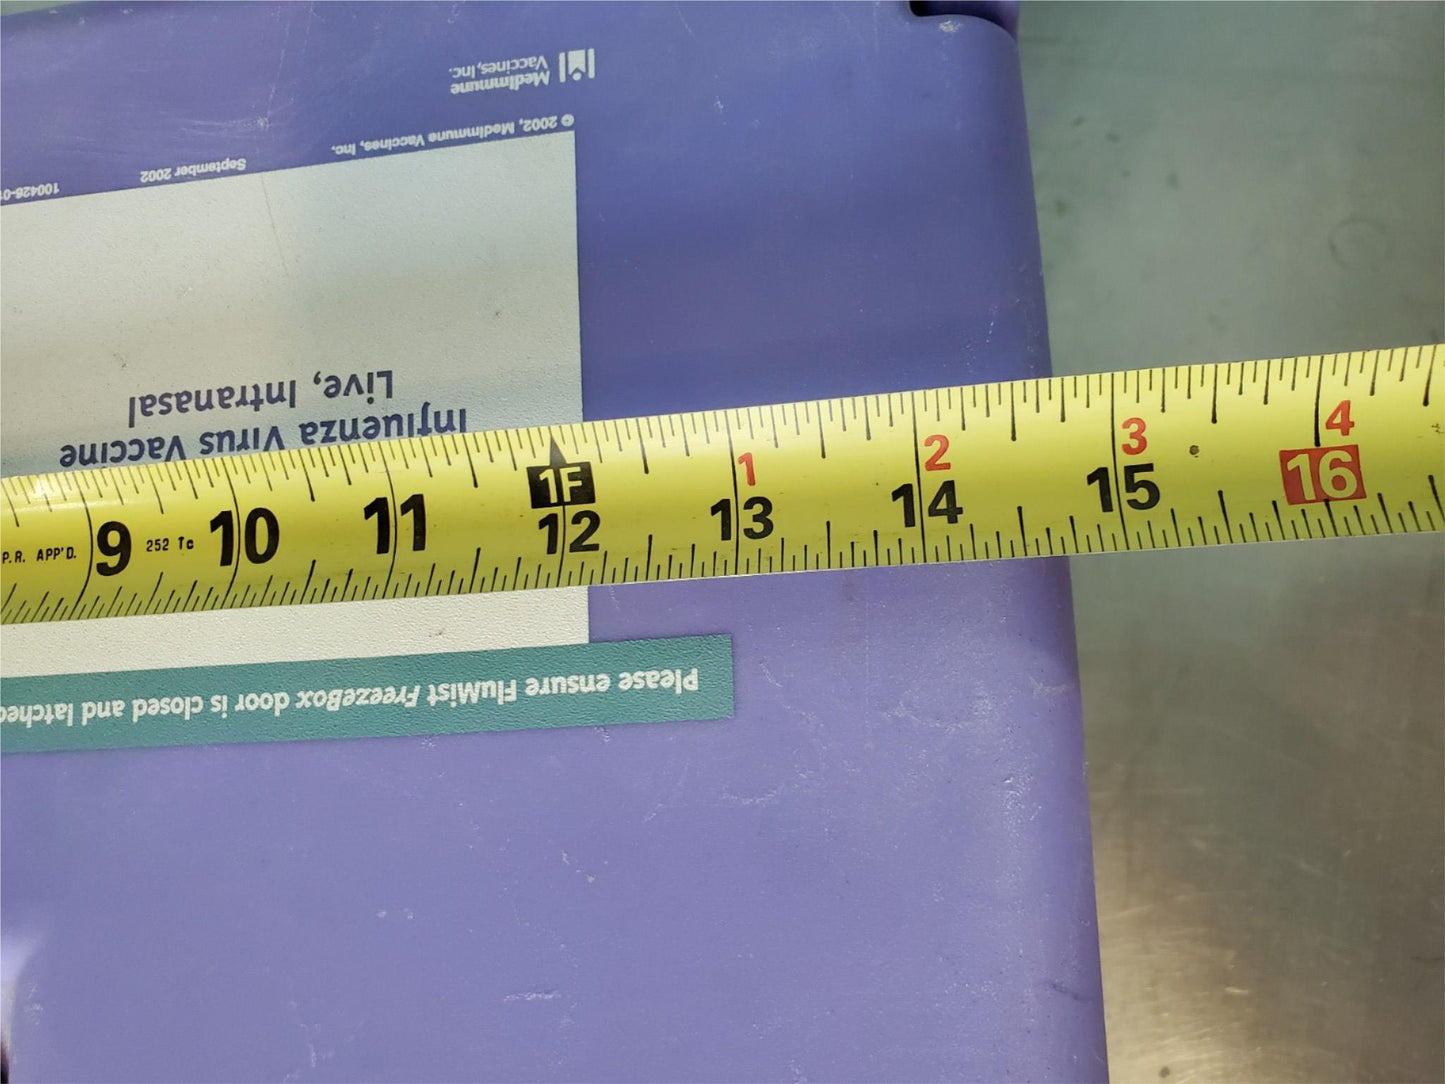 Please ensure FluMist FreezeBox door is closed and
Influenza Virus Vaccine
Live, Intranasal
© 2002, MedImmune Vaccines, Inc.
September 2002
MedImmune
Vaccines, Inc.
1 2 3 4
P.R. APP'D. 9 252 Tc 10 11 1F 12 13 14 15 16